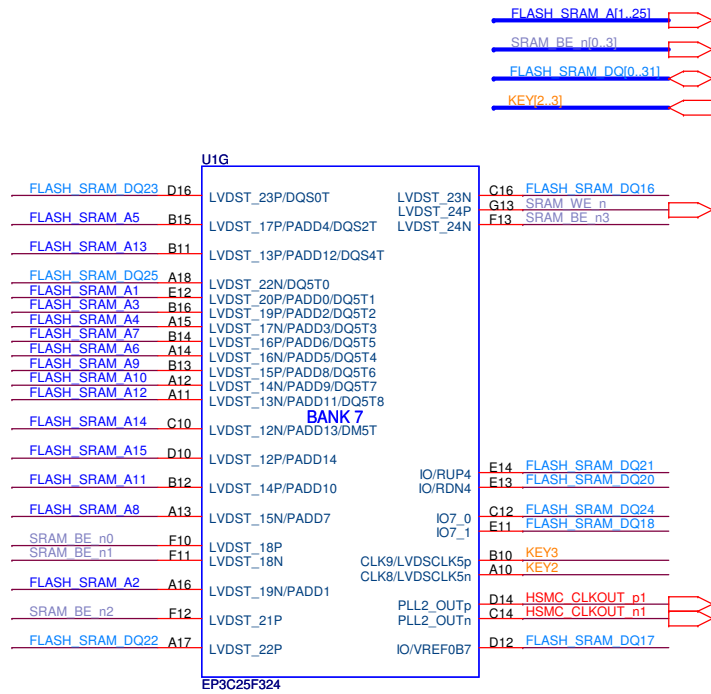 FLASH_SRAM_A[1..25]
SRAM_BE_n[0..3]
FLASH_SRAM_DQ[0..31]
KEY[2..3]
U1G
FLASH_SRAM_DQ23 D16 LVDST_23P/DQS0T
FLASH_SRAM_A5 B15 LVDST_17P/PADD4/DQS2T
FLASH_SRAM_A13 B11 LVDST_13P/PADD12/DQS4T
FLASH_SRAM_DQ25 A18 LVDST_22N/DQ5T0
FLASH_SRAM_A1 E12 LVDST_20P/PADD0/DQ5T1
FLASH_SRAM_A3 B16 LVDST_19P/PADD2/DQ5T2
FLASH_SRAM_A4 A15 LVDST_17N/PADD3/DQ5T3
FLASH_SRAM_A7 B14 LVDST_16P/PADD6/DQ5T5
FLASH_SRAM_A6 A14 LVDST_16N/PADD5/DQ5T4
FLASH_SRAM_A9 B13 LVDST_15P/PADD8/DQ5T6
FLASH_SRAM_A10 A12 LVDST_14N/PADD9/DQ5T7
FLASH_SRAM_A12 A11 LVDST_13N/PADD11/DQ5T8
BANK 7
FLASH_SRAM_A14 C10 LVDST_12N/PADD13/DM5T
FLASH_SRAM_A15 D10 LVDST_12P/PADD14
FLASH_SRAM_A11 B12 LVDST_14P/PADD10
FLASH_SRAM_A8 A13 LVDST_15N/PADD7
SRAM_BE_n0 F10 LVDST_18P
SRAM_BE_n1 F11 LVDST_18N
FLASH_SRAM_A2 A16 LVDST_19N/PADD1
SRAM_BE_n2 F12 LVDST_21P
FLASH_SRAM_DQ22 A17 LVDST_22P
LVDST_23N C16 FLASH_SRAM_DQ16
LVDST_24P G13 SRAM_WE_n
LVDST_24N F13 SRAM_BE_n3
IO/RUP4 E14 FLASH_SRAM_DQ21
IO/RDN4 E13 FLASH_SRAM_DQ20
IO7_0 C12 FLASH_SRAM_DQ24
IO7_1 E11 FLASH_SRAM_DQ18
CLK9/LVDSCLK5p B10 KEY3
CLK8/LVDSCLK5n A10 KEY2
PLL2_OUTp D14 HSMC_CLKOUT_p1
PLL2_OUTn C14 HSMC_CLKOUT_n1
IO/VREF0B7 D12 FLASH_SRAM_DQ17
EP3C25F324